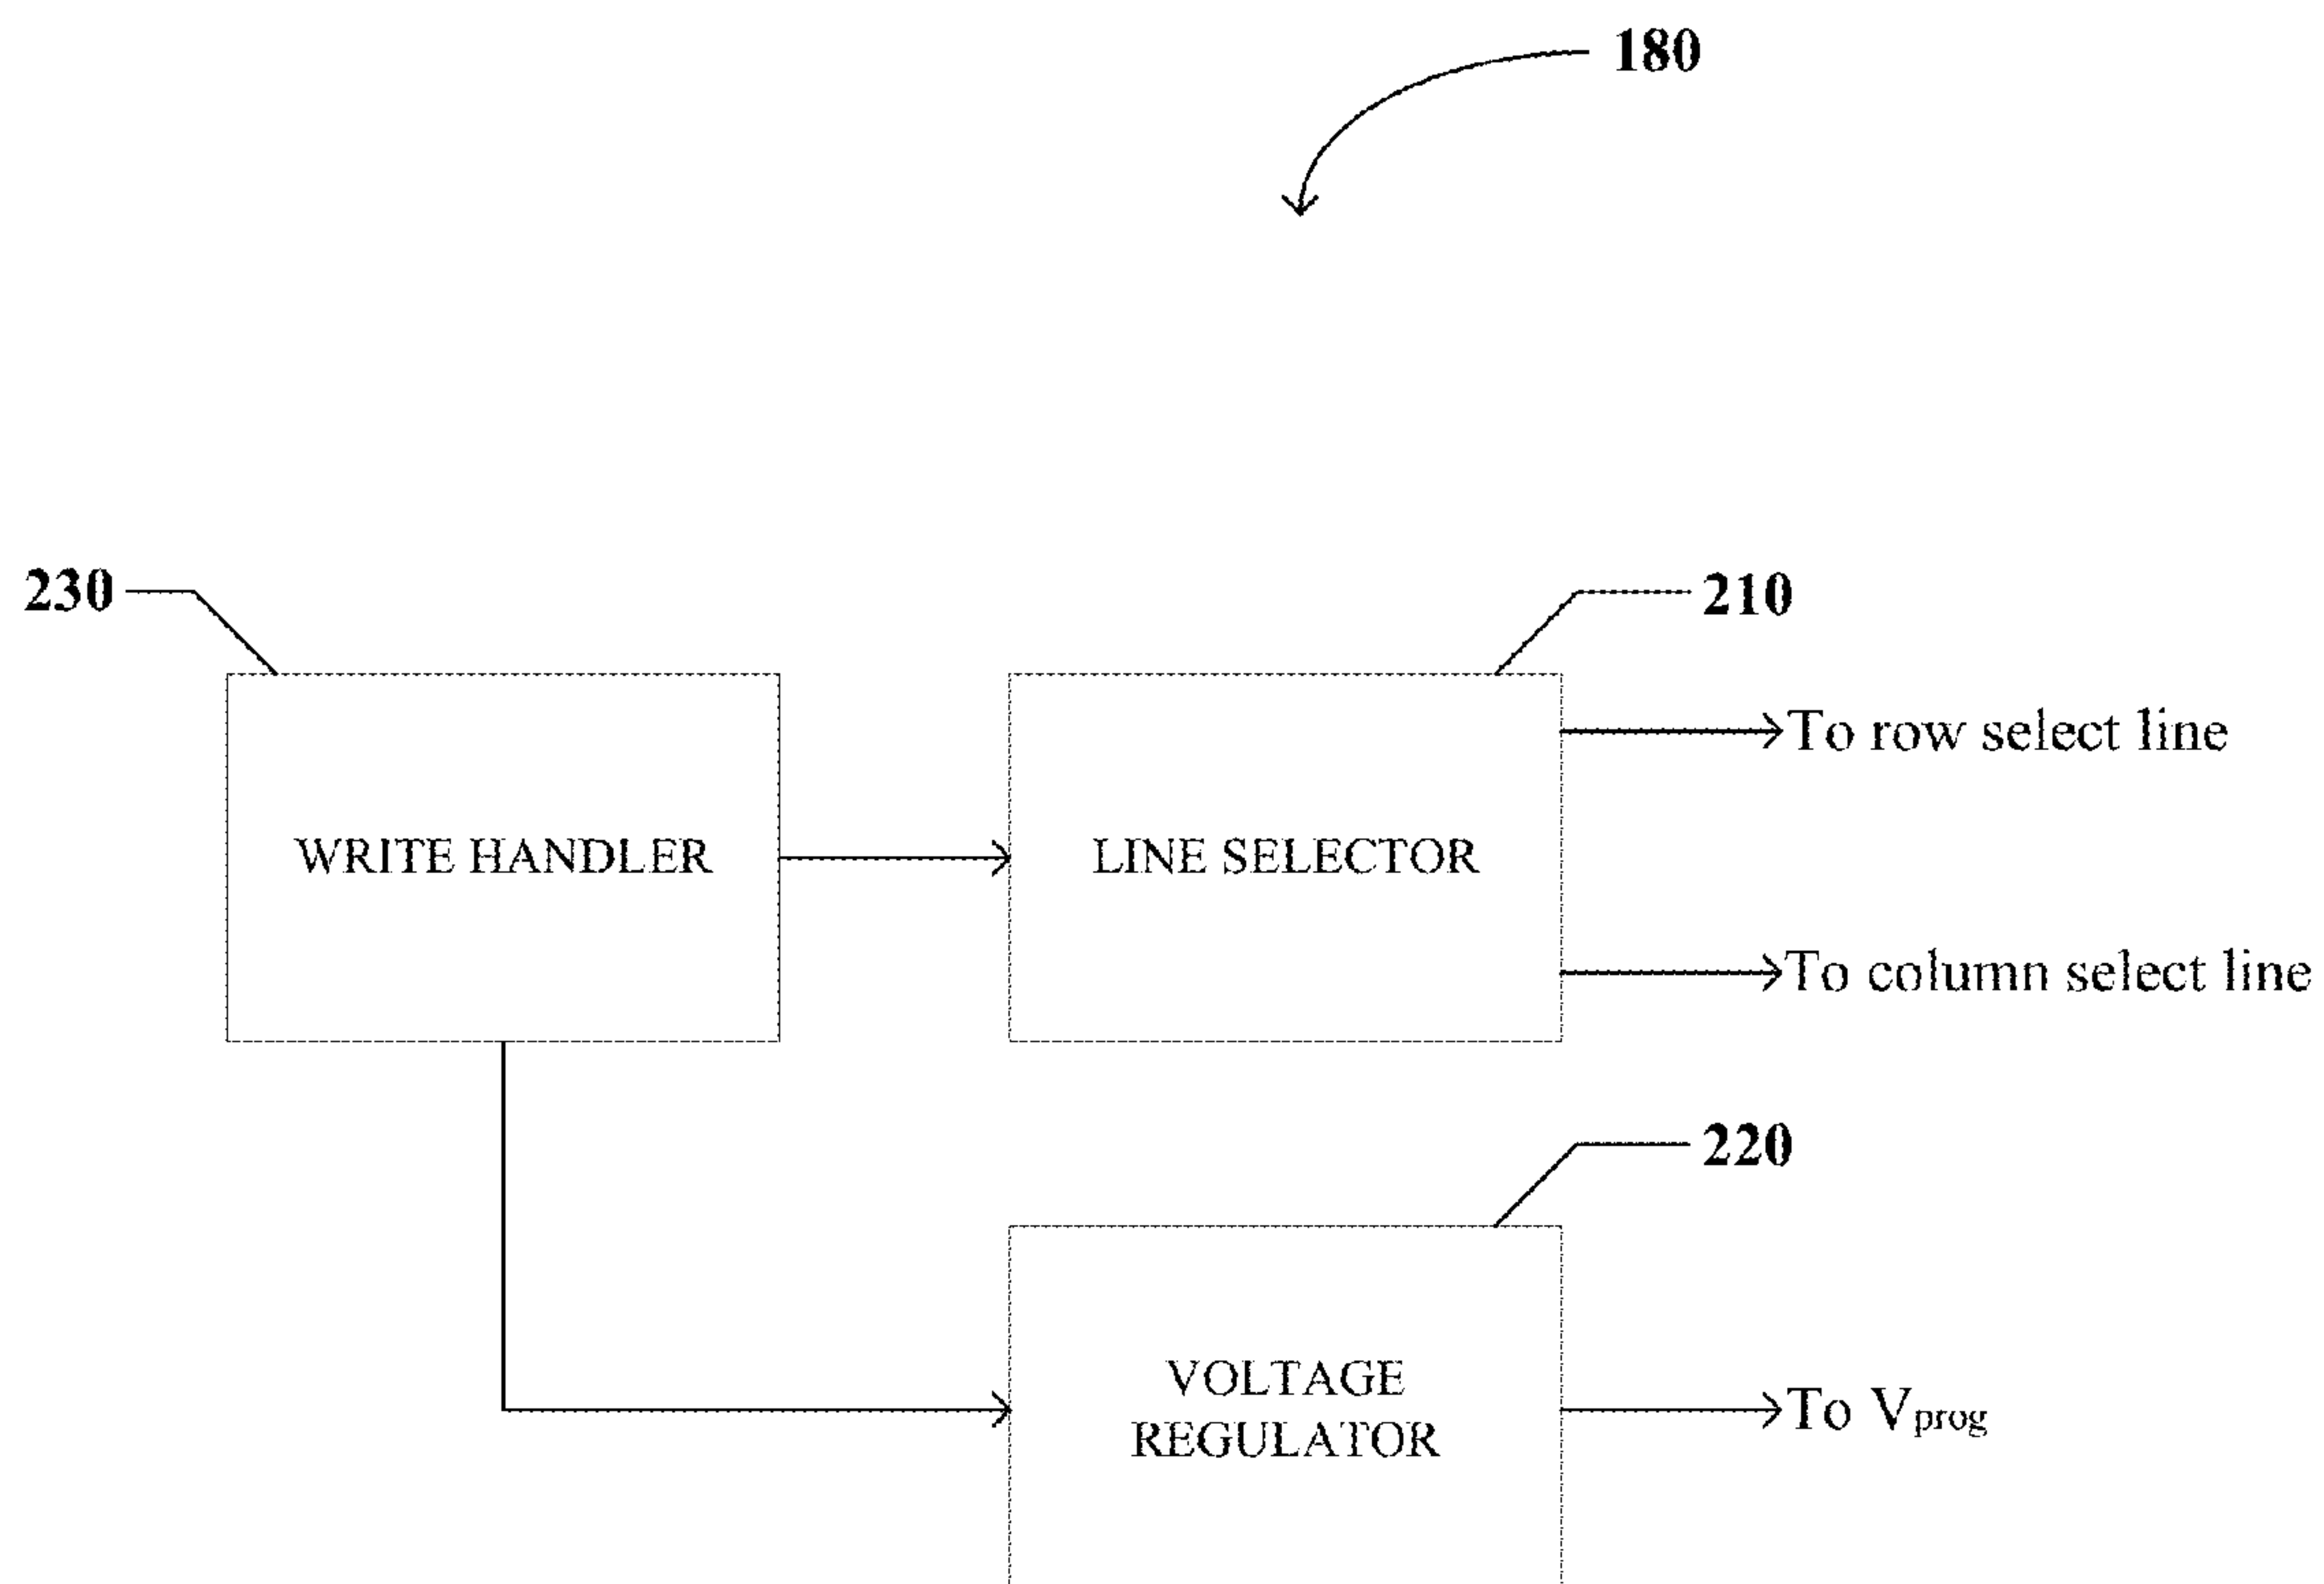 180
230
210
WRITE HANDLER
LINE SELECTOR
To row select line
To column select line
220
VOLTAGE
REGULATOR
To Vprog